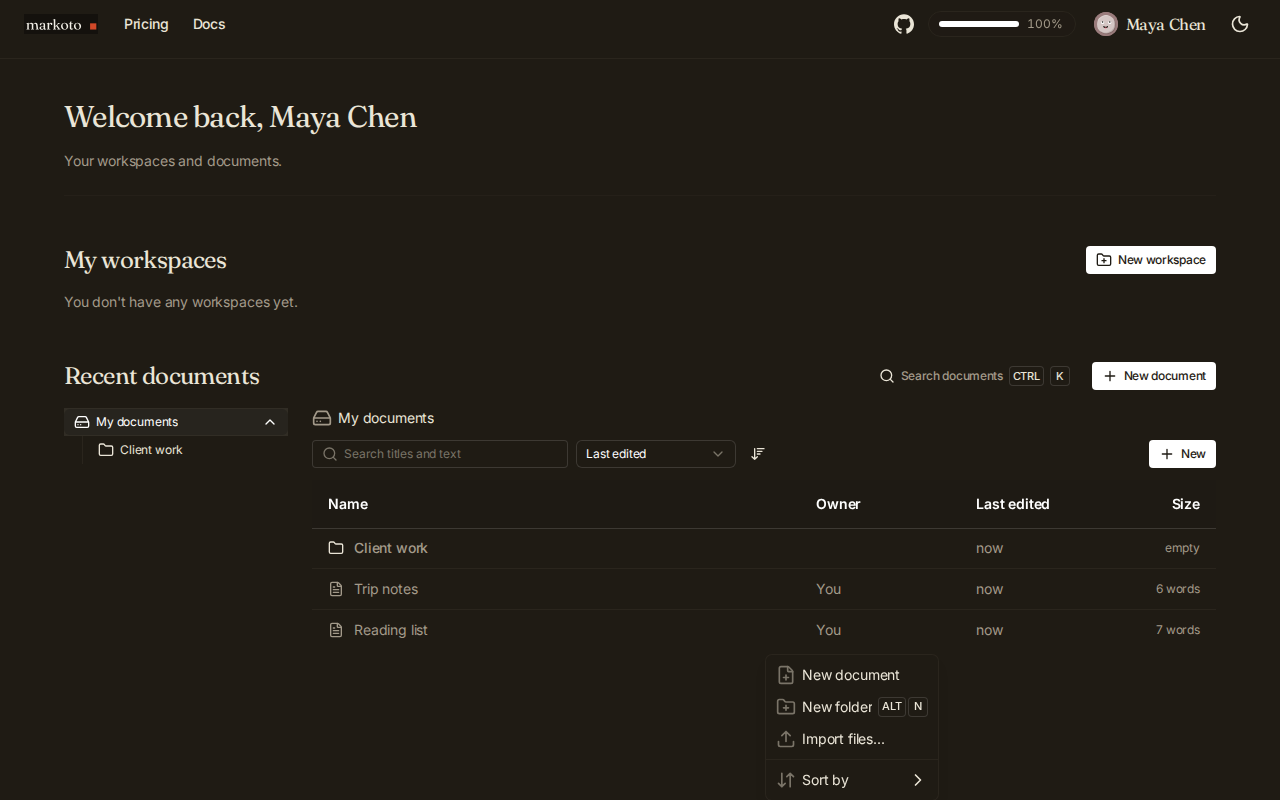 markoto Pricing Docs 100% Maya Chen
Welcome back, Maya Chen
Your workspaces and documents.
My workspaces New workspace
You don't have any workspaces yet.
Recent documents Search documents CTRL K New document
My documents
Client work
My documents
Search titles and text Last edited New
Name Owner Last edited Size
Client work now empty
Trip notes You now 6 words
Reading list You now 7 words
New document
New folder ALT N
Import files...
Sort by